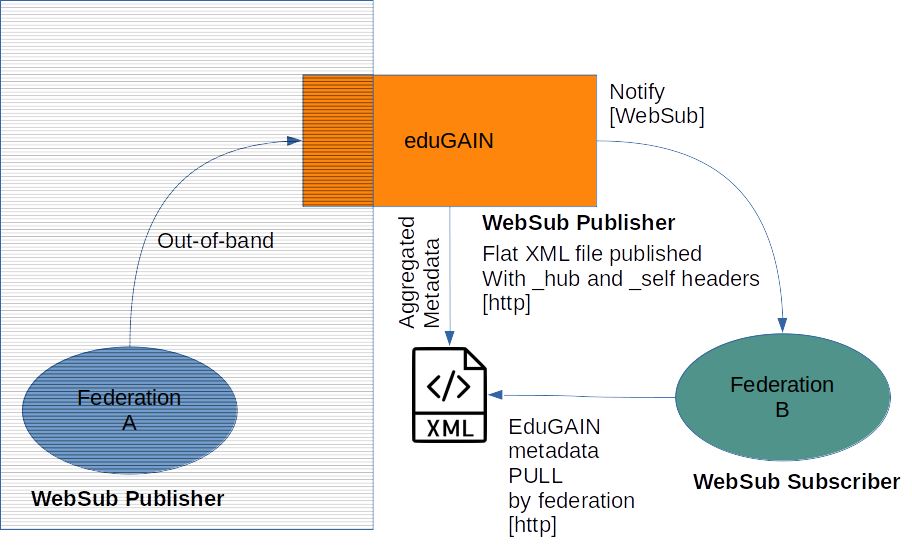 Notify
[WebSub]
eduGAIN
Out-of-band
Aggregated
Metadata
WebSub Publisher
Flat XML file published
With _hub and _self headers
[http]
Federation
A
WebSub Publisher
XML
EduGAIN
metadata
PULL
by federation
[http]
Federation
B
WebSub Subscriber